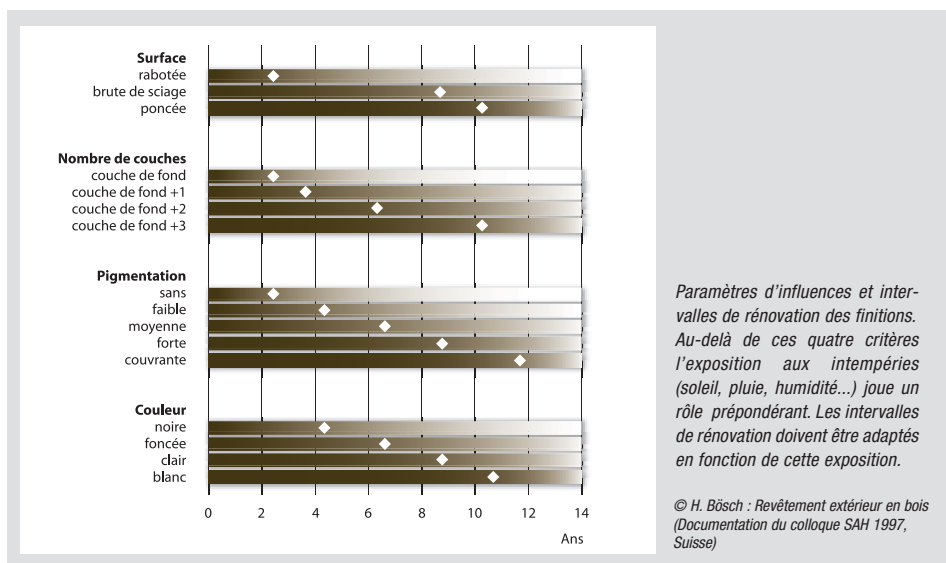 Surface
rabotée
brute de sciage
poncée
Nombre de couches
couche de fond
couche de fond +1
couche de fond +2
couche de fond +3
Pigmentation
sans
faible
moyenne
forte
couvrante
Couleur
noire
foncée
clair
blanc
0 2 4 6 8 10 12 14
Ans
Paramètres d'influences et inter-
valles de rénovation des finitions.
Au-delà de ces quatre critères
l'exposition aux intempéries
(soleil, pluie, humidité...) joue un
rôle prépondérant. Les intervalles
de rénovation doivent être adaptés
en fonction de cette exposition.
© H. Bösch : Revêtement extérieur en bois
(Documentation du colloque SAH 1997,
Suisse)